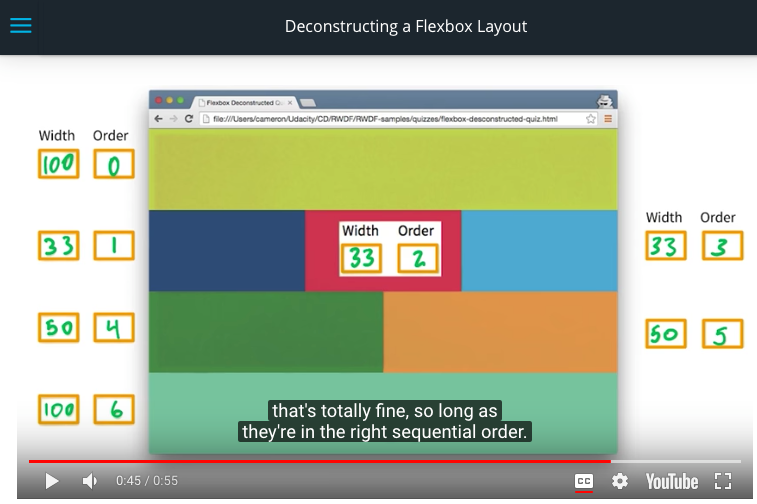 Deconstructing a Flexbox Layout
Flexbox Deconstructed Qu
file:///Users/cameron/Udacity/CD/RWDF/RWDF-samples/quizzes/flexbox-desconstructed-quiz.html
Width Order
100 0
33 1
Width Order
33 2
Width Order
33 3
50 4
50 5
100 6
that's totally fine, so long as
they're in the right sequential order.
0:45 / 0:55
CC
YouTube